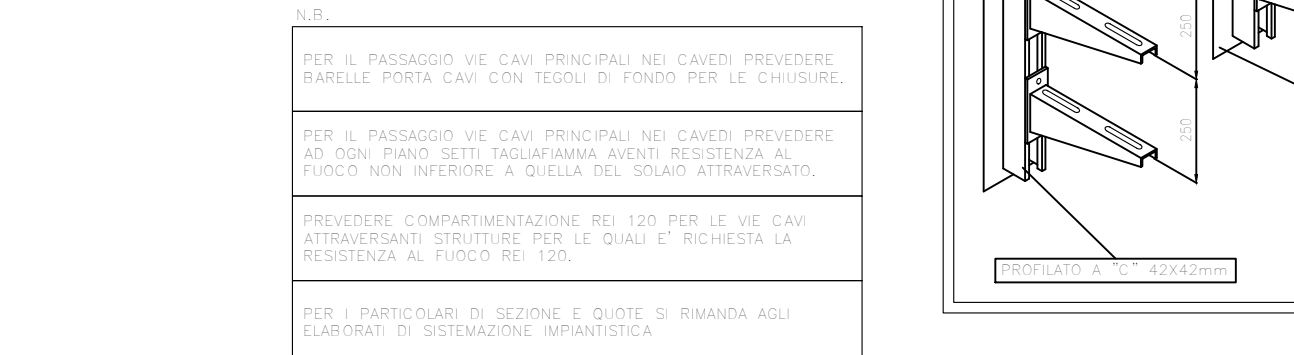 N.B.
PER IL PASSAGGIO VIE CAVI PRINCIPALI NEI CAVEDI PREVEDERE
BARELLE PORTA CAVI CON TEGOLI DI FONDO PER LE CHIUSURE.
PER IL PASSAGGIO VIE CAVI PRINCIPALI NEI CAVEDI PREVEDERE
AD OGNI PIANO SETTI TAGLIAFIAMMA AVENTI RESISTENZA AL
FUOCO NON INFERIORE A QUELLA DEL SOLAIO ATTRAVERSATO.
PREVEDERE COMPARTIMENTAZIONE REI 120 PER LE VIE CAVI
ATTRAVERSANTI STRUTTURE PER LE QUALI E' RICHIESTA LA
RESISTENZA AL FUOCO REI 120.
PER I PARTICOLARI DI SEZIONE E QUOTE SI RIMANDA AGLI
ELABORATI DI SISTEMAZIONE IMPIANTISTICA
250
250
PROFILATO A "C" 42X42mm